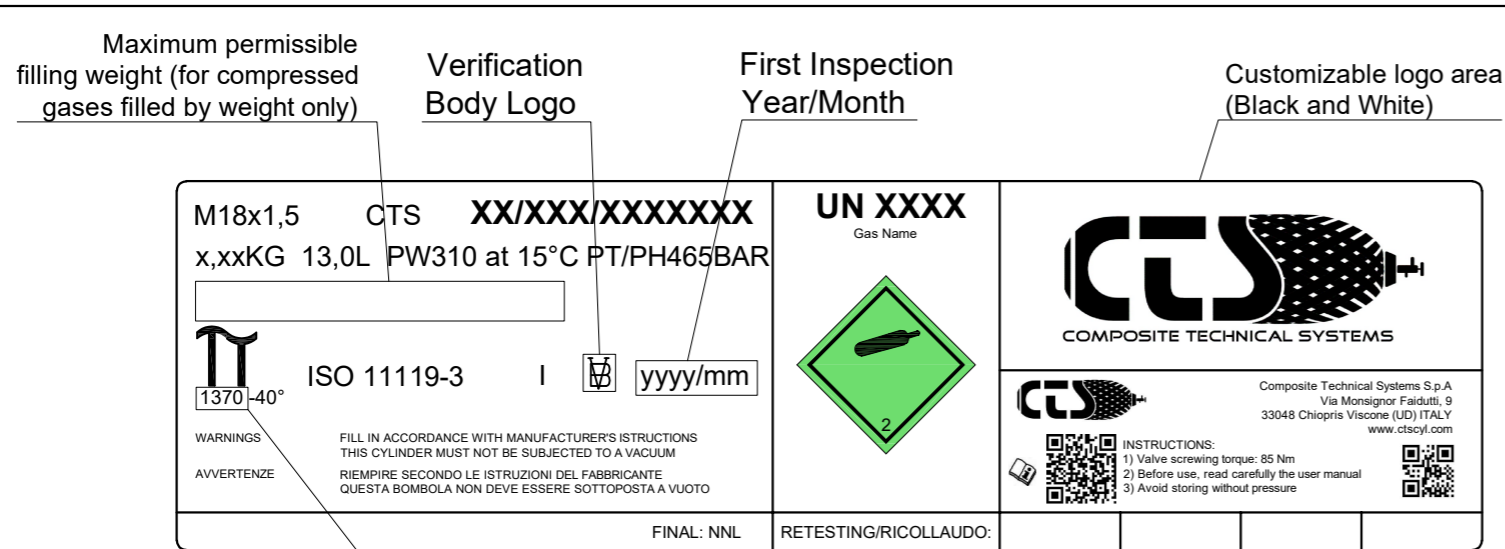 Maximum permissible
filling weight (for compressed
gases filled by weight only)
Verification
Body Logo
First Inspection
Year/Month
Customizable logo area
(Black and White)
M18x1,5 CTS XX/XXX/XXXXXXX
x,xxKG 13,0L PW310 at 15°C PT/PH465BAR
1370 -40°
ISO 11119-3 I VB yyyy/mm
WARNINGS FILL IN ACCORDANCE WITH MANUFACTURER'S ISTRUCTIONS
THIS CYLINDER MUST NOT BE SUBJECTED TO A VACUUM
AVVERTENZE RIEMPIRE SECONDO LE ISTRUZIONI DEL FABBRICANTE
QUESTA BOMBOLA NON DEVE ESSERE SOTTOPOSTA A VUOTO
FINAL: NNL
UN XXXX
Gas Name
2
RETESTING/RICOLLAUDO:
CTS
COMPOSITE TECHNICAL SYSTEMS
CTS
Composite Technical Systems S.p.A
Via Monsignor Faidutti, 9
33048 Chiopris Viscone (UD) ITALY
www.ctscyl.com
INSTRUCTIONS:
1) Valve screwing torque: 85 Nm
2) Before use, read carefully the user manual
3) Avoid storing without pressure